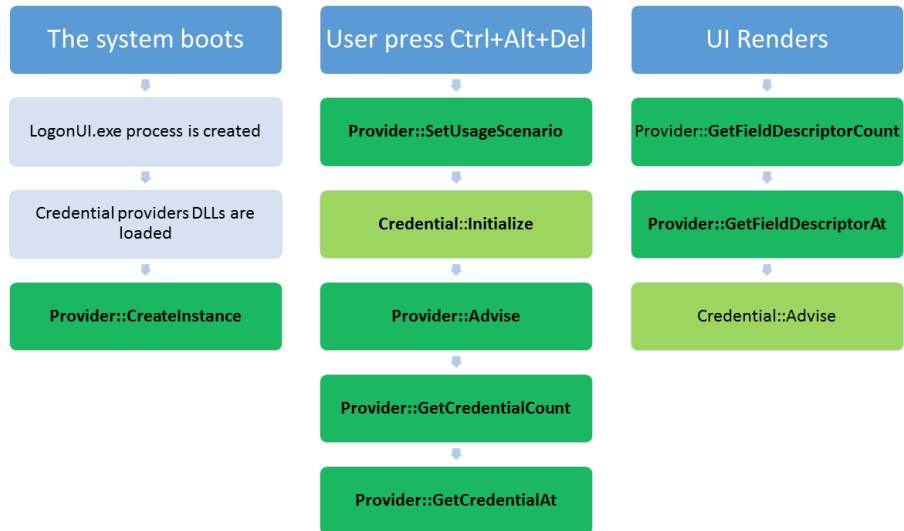 The system boots
LogonUI.exe process is created
Credential providers DLLs are
loaded
Provider::CreateInstance
User press Ctrl+Alt+Del
Provider::SetUsageScenario
Credential::Initialize
Provider::Advise
Provider::GetCredentialCount
Provider::GetCredentialAt
UI Renders
Provider::GetFieldDescriptorCount
Provider::GetFieldDescriptorAt
Credential::Advise